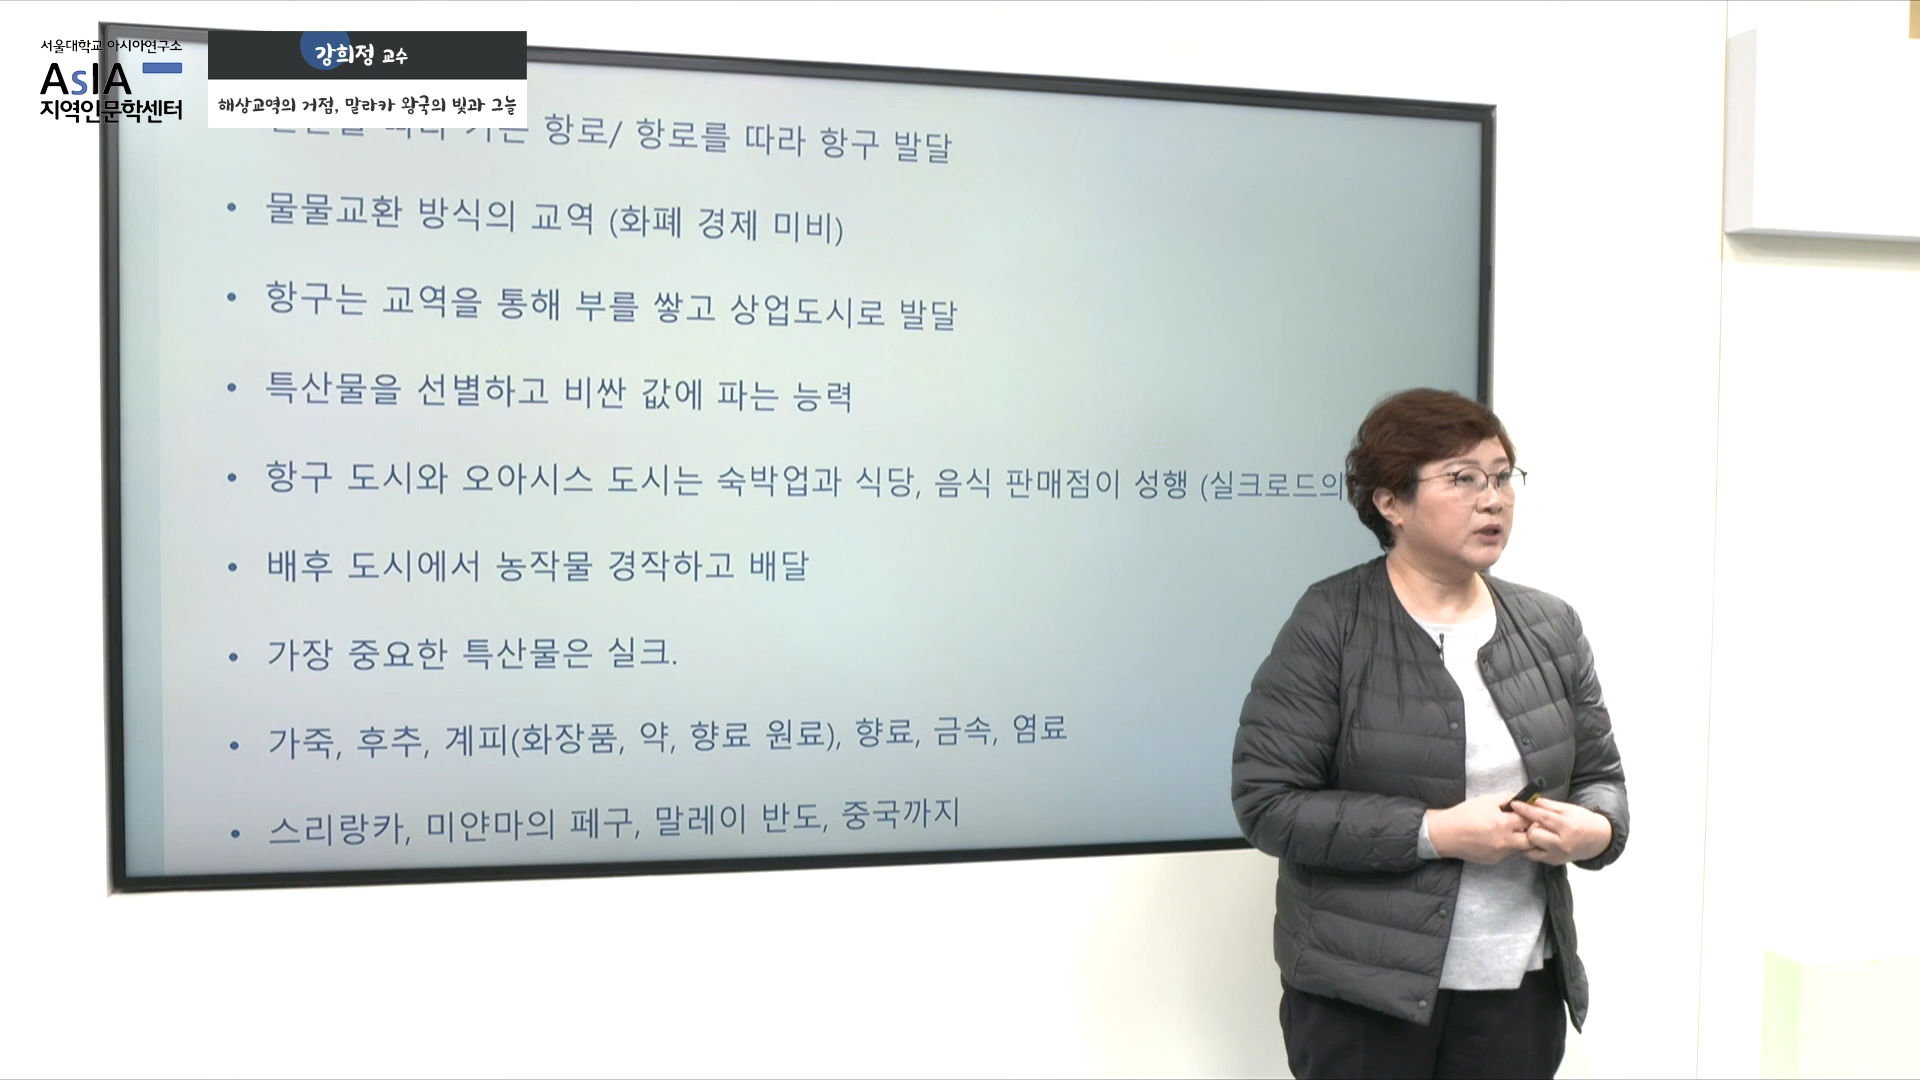 서울대학교 아시아연구소
AsIA
지역인문학센터
강희정 교수
해상교역의 거점, 말라카 왕국의 빛과 그늘
따라 가는 항로/ 항로를 따라 항구 발달
• 물물교환 방식의 교역 (화폐 경제 미비)
• 항구는 교역을 통해 부를 쌓고 상업도시로 발달
• 특산물을 선별하고 비싼 값에 파는 능력
• 항구 도시와 오아시스 도시는 숙박업과 식당, 음식 판매점이 성행 (실크로드의
• 배후 도시에서 농작물 경작하고 배달
• 가장 중요한 특산물은 실크.
• 가죽, 후추, 계피(화장품, 약, 향료 원료), 향료, 금속, 염료
• 스리랑카, 미얀마의 페구, 말레이 반도, 중국까지